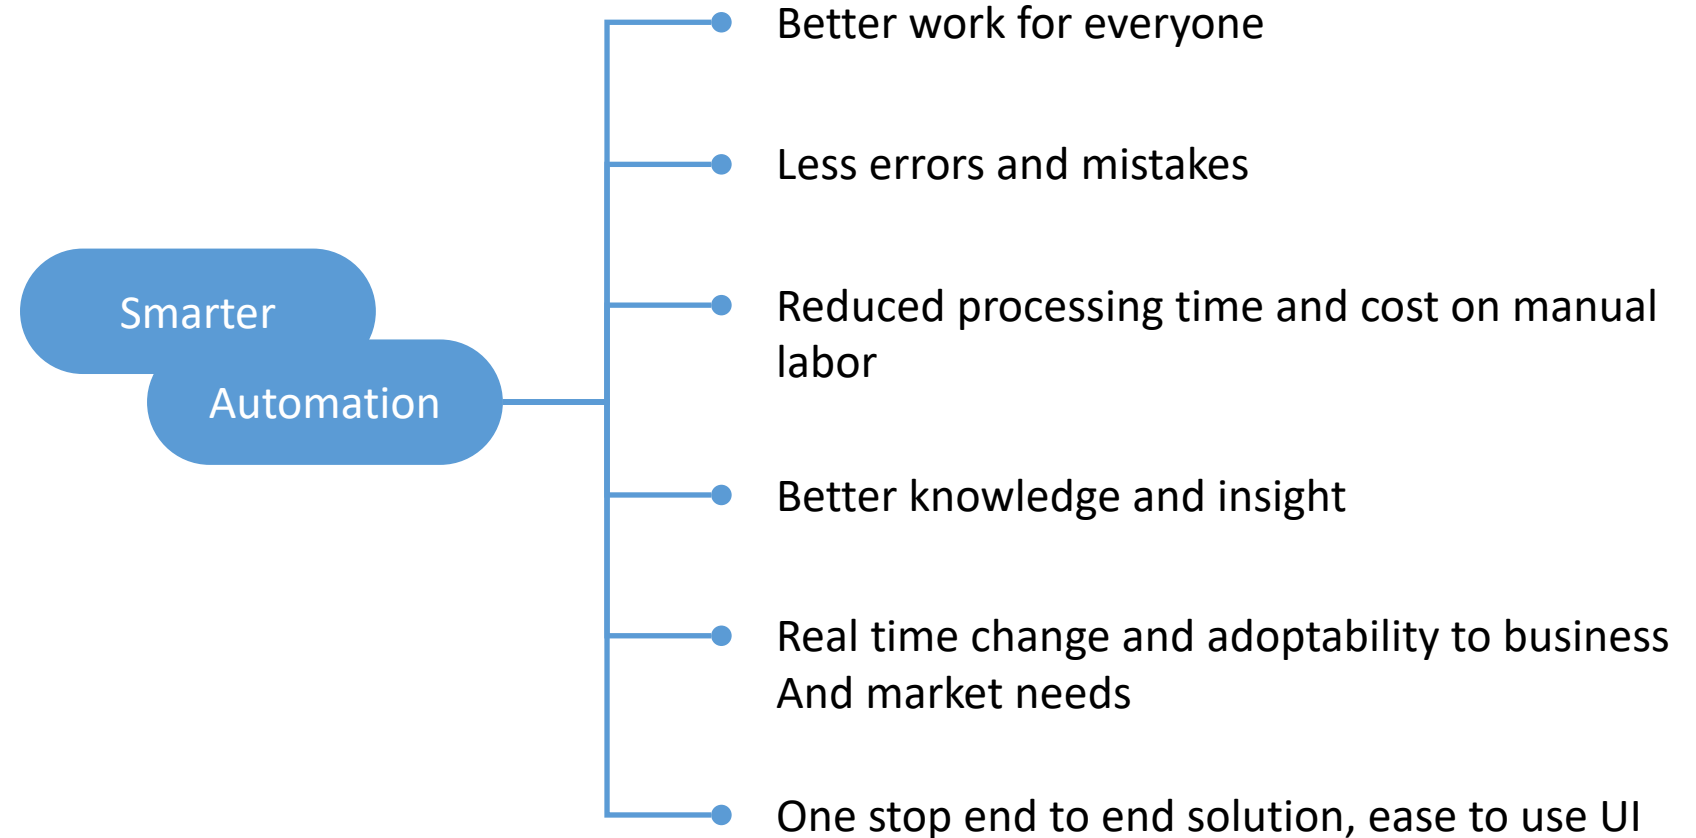 Better work for everyone
Less errors and mistakes
Smarter
Automation
Reduced processing time and cost on manual
labor
Better knowledge and insight
Real time change and adoptability to business
And market needs
One stop end to end solution, ease to use UI